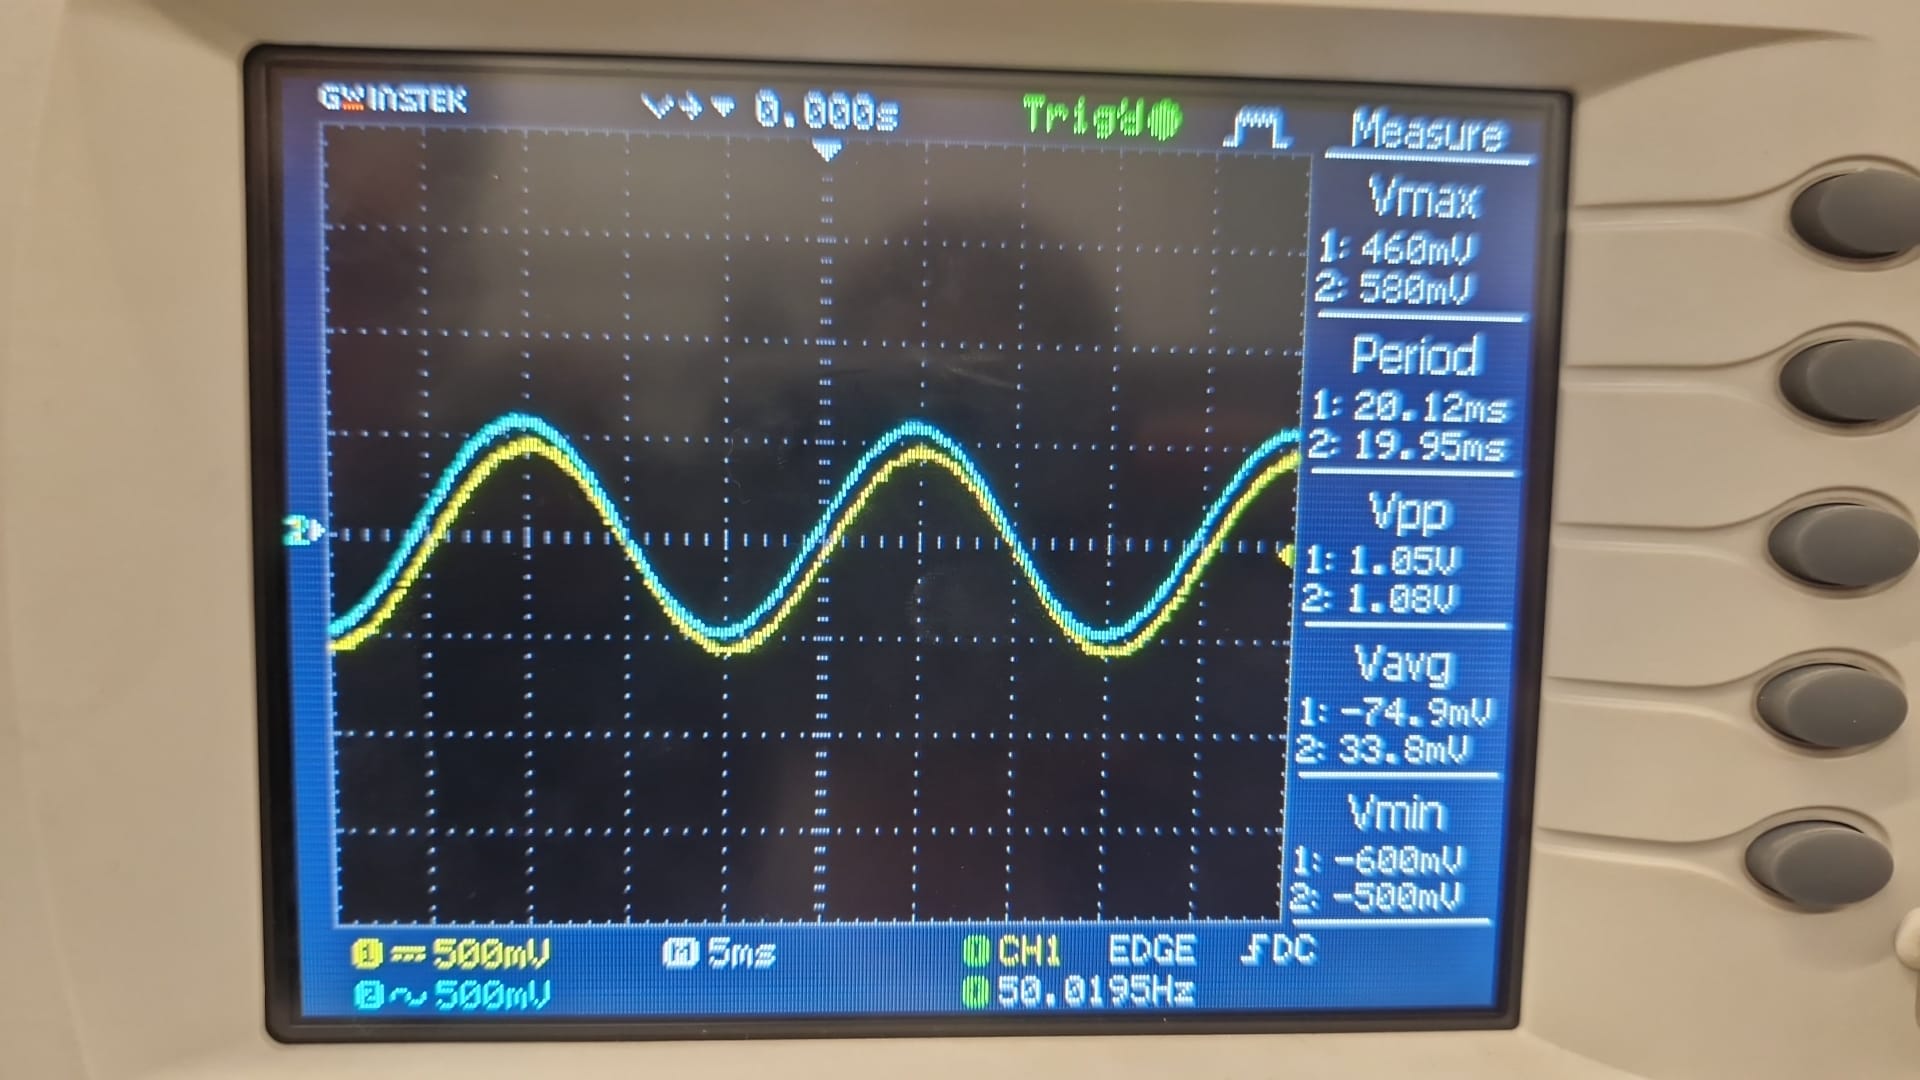 GWINSTEK 0.000s Trig'd Measure
Vmax
1: 460mV
2: 580mV
Period
1: 20.12ms
2: 19.95ms
Vpp
1: 1.05V
2: 1.08V
Vavg
1: -74.9mV
2: 33.8mV
Vmin
1: -600mV
2: -500mV
2
1 500mV M 5ms CH1 EDGE DC
2 500mV 50.0195Hz